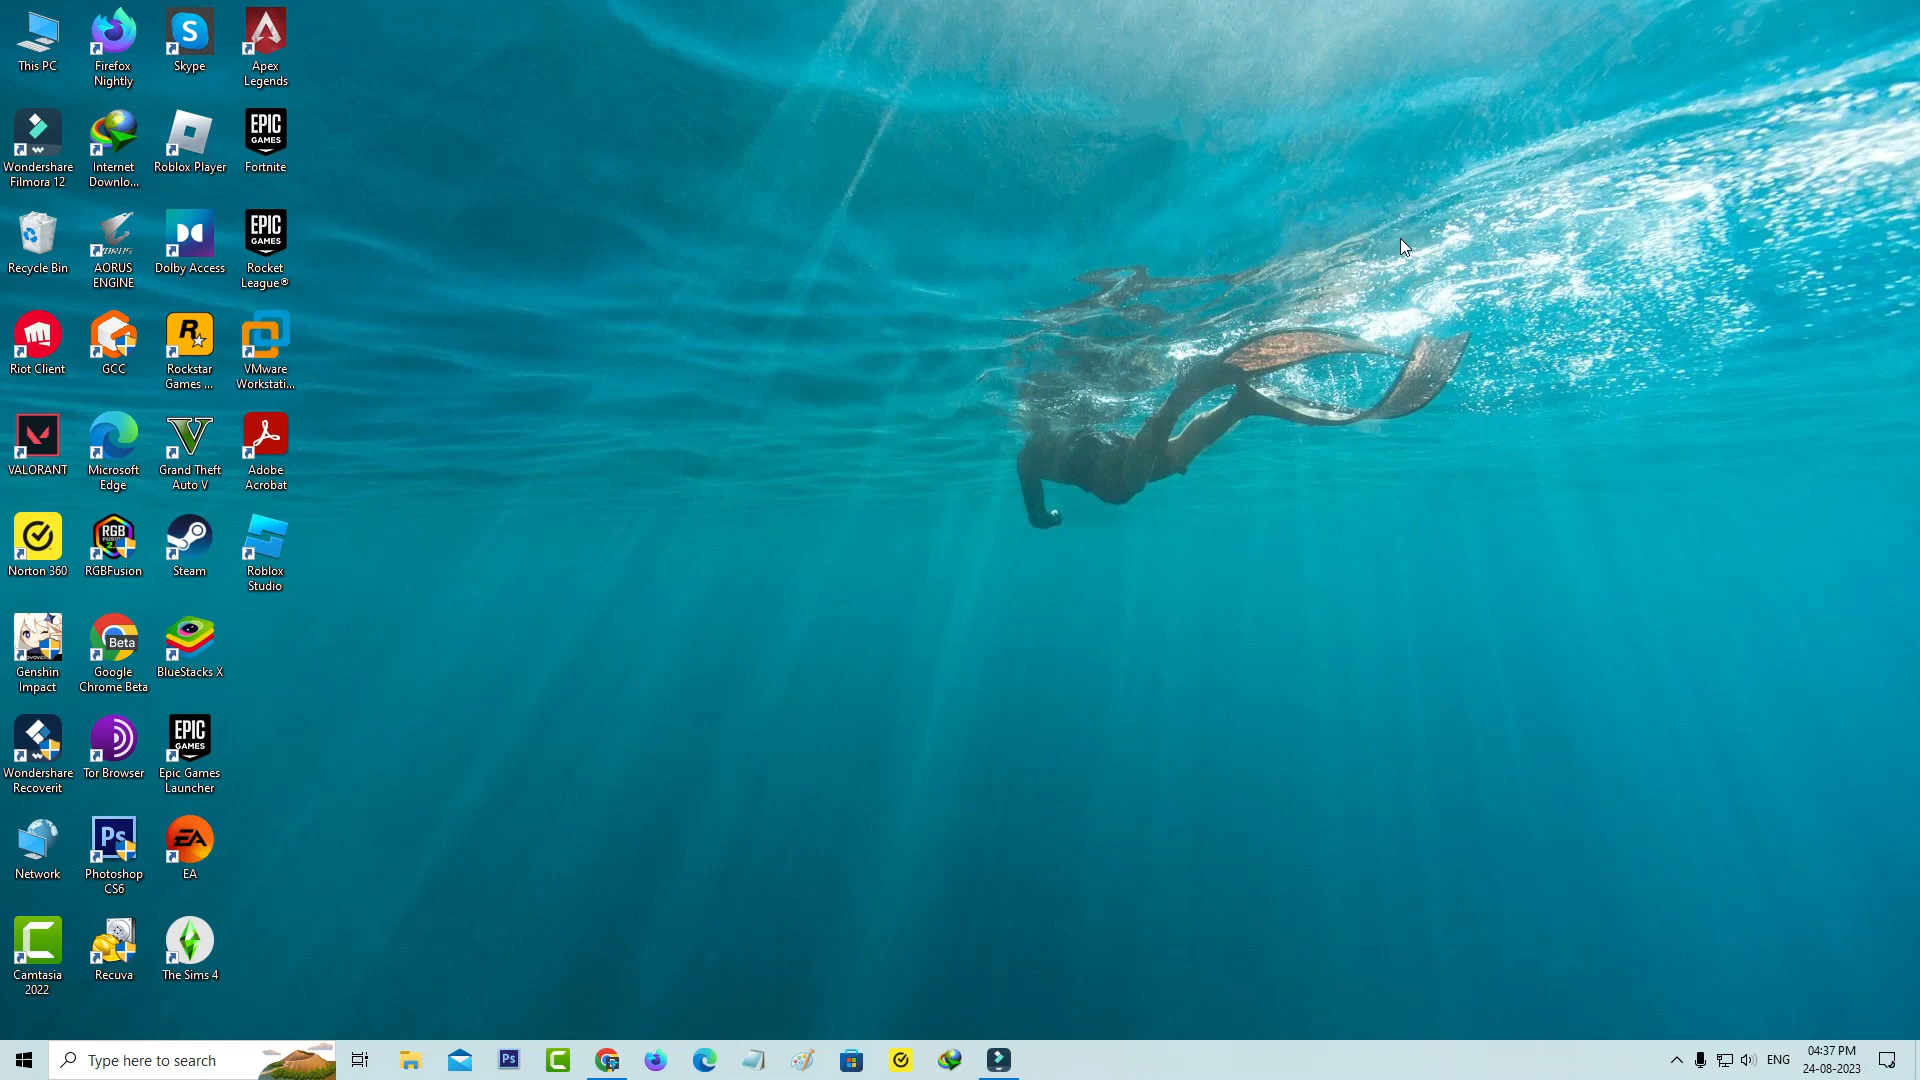 This PC
Firefox
Nightly
Skype
Apex
Legends
Wondershare
Filmora 12
Internet
Downlo...
Roblox Player
EPIC
GAMES
Fortnite
Recycle Bin
AORUS
AORUS
ENGINE
Dolby Access
EPIC
GAMES
Rocket
League®
Riot Client
GCC
R
Rockstar
Games ...
VMware
Workstati...
VALORANT
Microsoft
Edge
V
Grand Theft
Auto V
Adobe
Acrobat
Norton 360
RGB
RGBFusion
Steam
Roblox
Studio
Genshin
Impact
Beta
Google
Chrome Beta
BlueStacks X
Wondershare
Recoverit
Tor Browser
EPIC
GAMES
Epic Games
Launcher
Network
Ps
Photoshop
CS6
EA
EA
Camtasia
2022
Recuva
The Sims 4
Type here to search
Ps
ENG
04:37 PM
24-08-2023